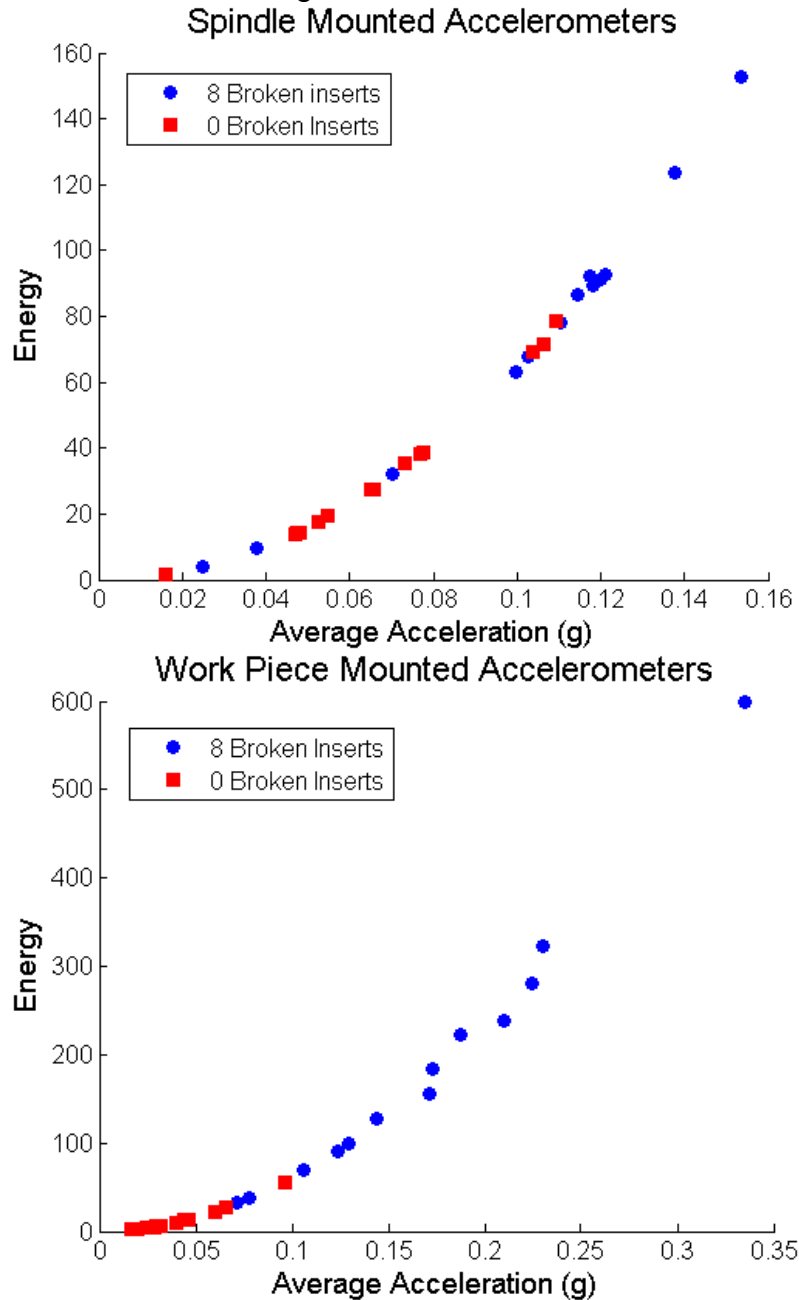 Spindle Mounted Accelerometers
160
140
120
100
80
60
40
20
0
Energy
8 Broken inserts
0 Broken Inserts
0 0.02 0.04 0.06 0.08 0.1 0.12 0.14 0.16
Average Acceleration (g)
Work Piece Mounted Accelerometers
600
500
400
300
200
100
0
Energy
8 Broken Inserts
0 Broken Inserts
0 0.05 0.1 0.15 0.2 0.25 0.3 0.35
Average Acceleration (g)